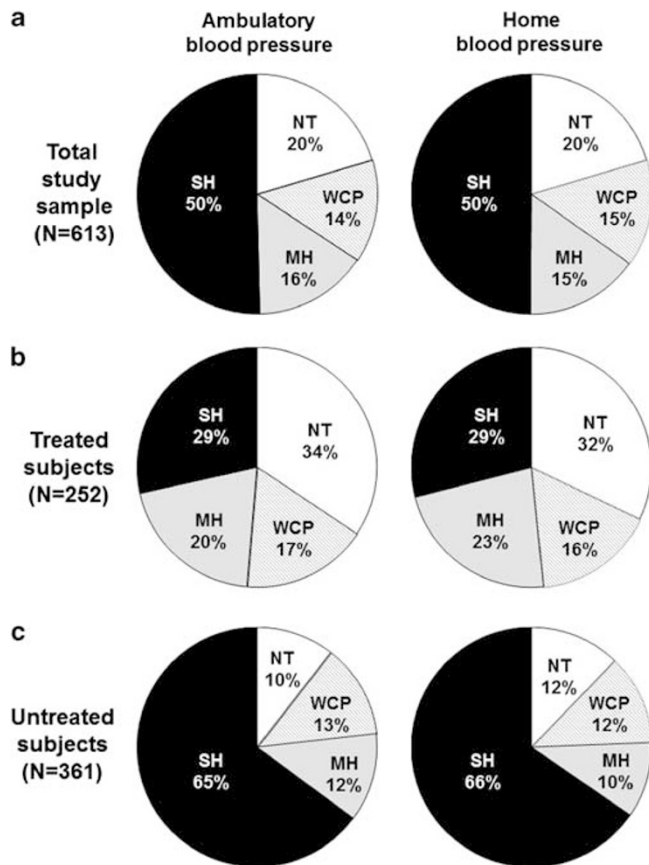 a
Ambulatory
blood pressure
Home
blood pressure
Total
study
sample
(N=613)
NT
20%
WCP
14%
MH
16%
SH
50%
NT
20%
WCP
15%
MH
15%
SH
50%
b
Treated
subjects
(N=252)
SH
29%
NT
34%
MH
20%
WCP
17%
SH
29%
NT
32%
MH
23%
WCP
16%
c
Untreated
subjects
(N=361)
NT
10%
WCP
13%
SH
65%
MH
12%
NT
12%
WCP
12%
SH
66%
MH
10%